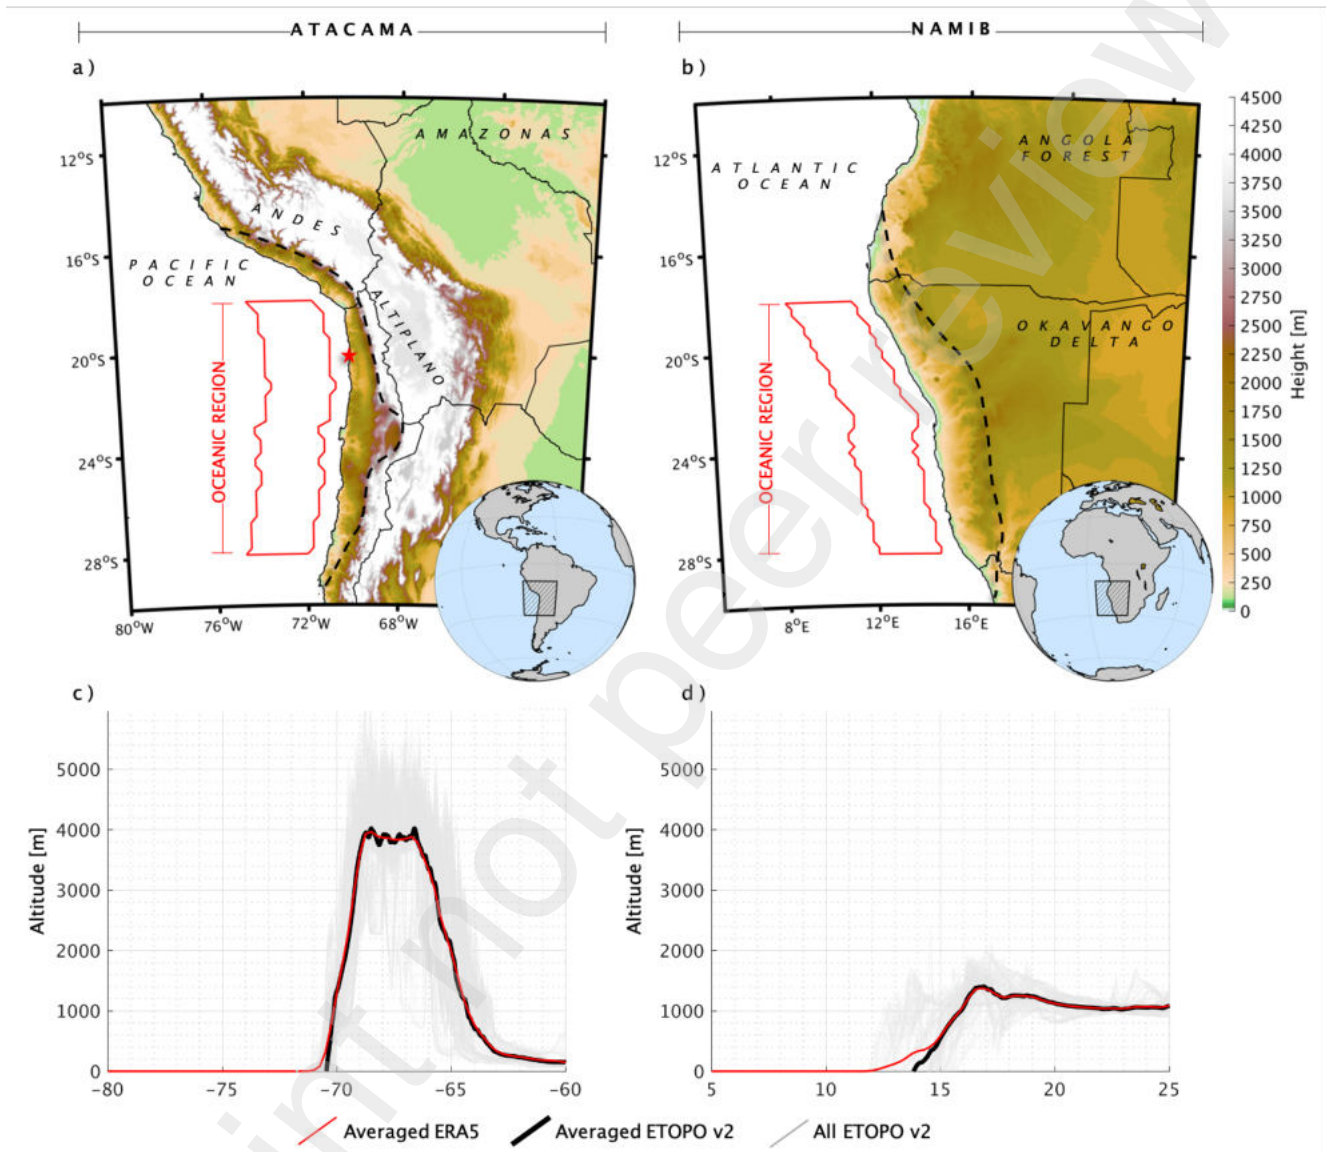 ATACAMA
NAMIB
a)
b)
12°S
16°S
20°S
24°S
28°S
80°W
76°W
72°W
68°W
AMAZONAS
ANDES
PACIFIC
OCEAN
ALTIPLANO
OCEANIC REGION
12°S
16°S
20°S
24°S
28°S
8°E
12°E
16°E
ATLANTIC
OCEAN
ANGOLA
FOREST
OKAVANGO
DELTA
OCEANIC REGION
4500
4250
4000
3750
3500
3250
3000
2750
2500
2250
2000
1750
1500
1250
1000
750
500
250
0
Height [m]
c)
5000
4000
3000
2000
1000
0
Altitude [m]
-80
-75
-70
-65
-60
d)
5000
4000
3000
2000
1000
0
Altitude [m]
5
10
15
20
25
Averaged ERA5
Averaged ETOPO v2
All ETOPO v2
int not peer review